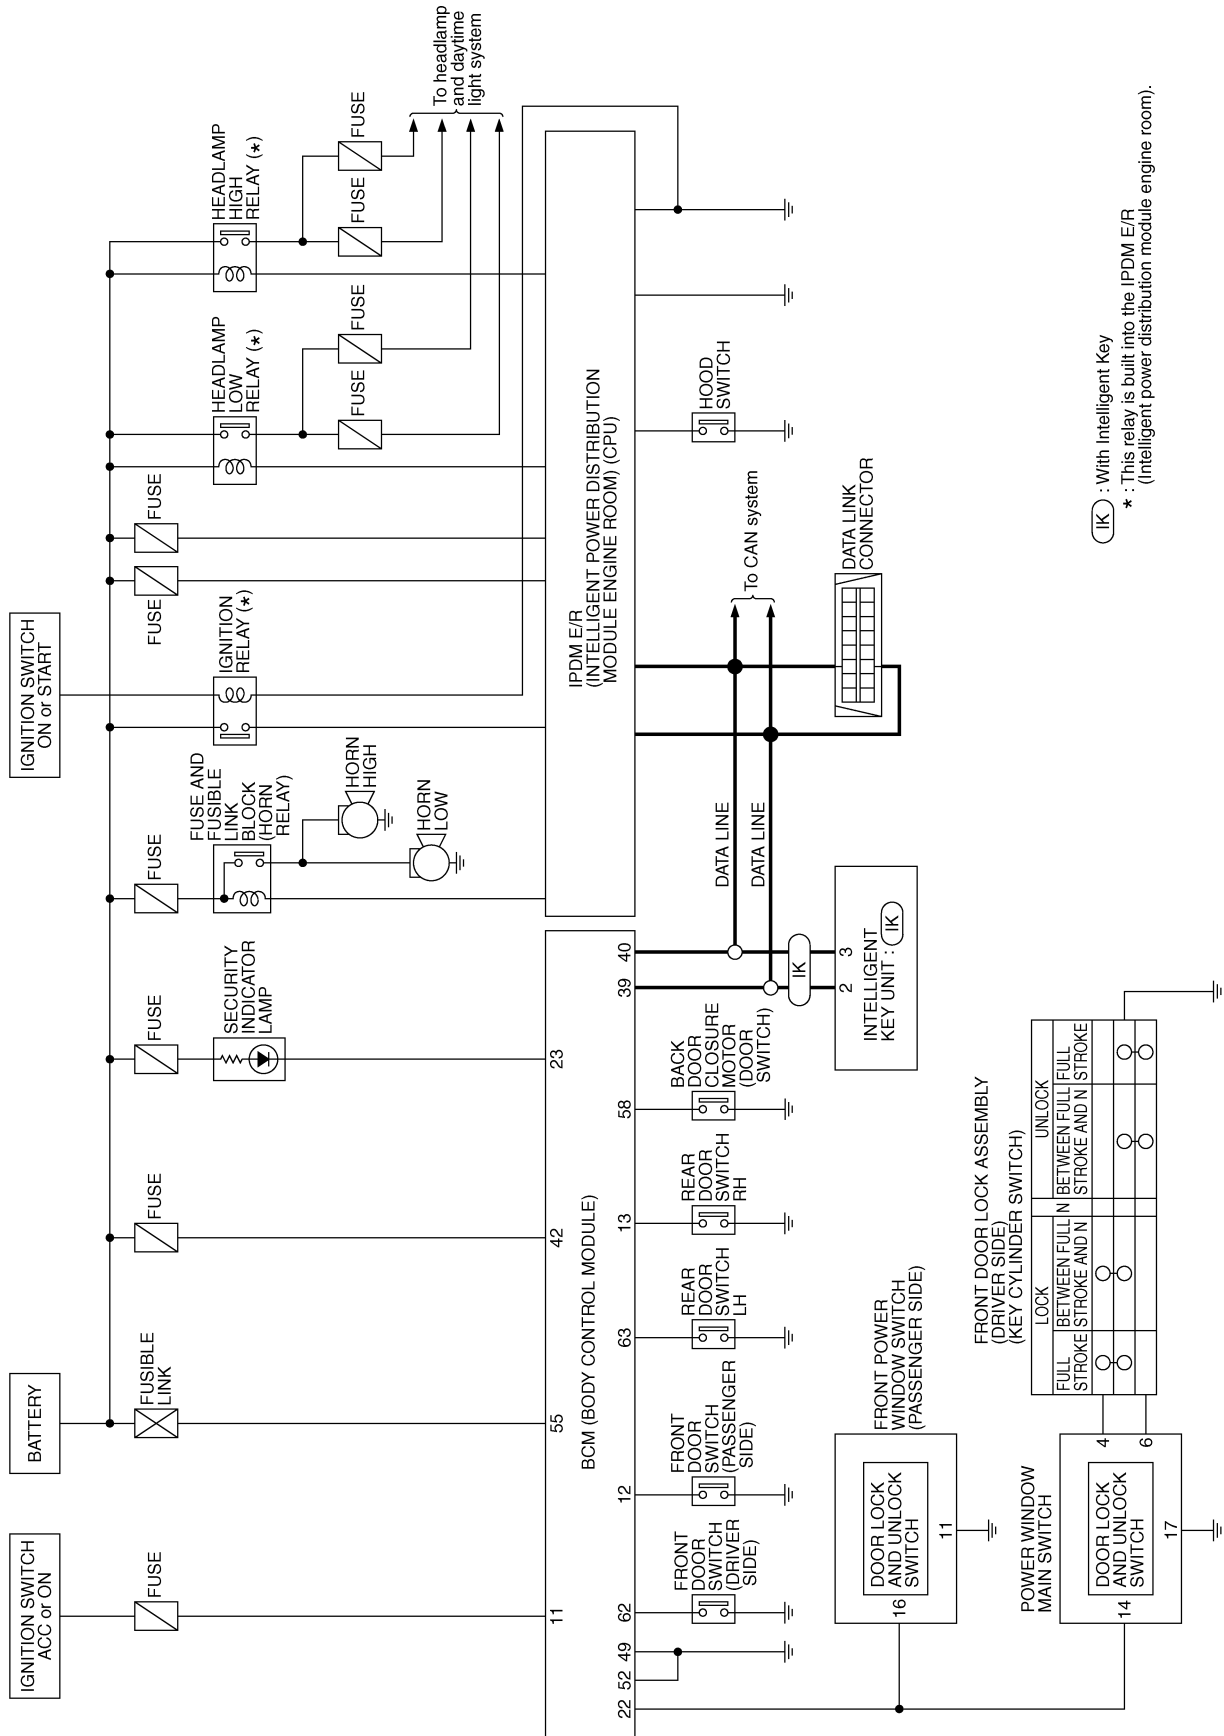 IGNITION SWITCH
ACC or ON
BATTERY
IGNITION SWITCH
ON or START
FUSE
FUSIBLE
LINK
FUSE
FUSE
SECURITY
INDICATOR
LAMP
FUSE
FUSE AND
FUSIBLE
LINK
BLOCK
(HORN
RELAY)
HORN
HIGH
HORN
LOW
IGNITION
RELAY (*)
FUSE
FUSE
HEADLAMP
LOW
RELAY (*)
FUSE
FUSE
HEADLAMP
HIGH
RELAY (*)
FUSE
FUSE
To headlamp
and daytime
light system
11
55
42
23
BCM (BODY CONTROL MODULE)
22
52
49
62
12
63
13
58
39
40
IPDM E/R
(INTELLIGENT POWER DISTRIBUTION
MODULE ENGINE ROOM) (CPU)
FRONT
DOOR
SWITCH
(DRIVER
SIDE)
FRONT
DOOR
SWITCH
(PASSENGER
SIDE)
REAR
DOOR
SWITCH
LH
REAR
DOOR
SWITCH
RH
BACK
DOOR
CLOSURE
MOTOR
(DOOR
SWITCH)
DATA LINE
DATA LINE
To CAN system
HOOD
SWITCH
IK
2
3
INTELLIGENT
KEY UNIT : IK
DATA LINK
CONNECTOR
FRONT POWER
WINDOW SWITCH
(PASSENGER SIDE)
16
DOOR LOCK
AND UNLOCK
SWITCH
11
POWER WINDOW
MAIN SWITCH
14
DOOR LOCK
AND UNLOCK
SWITCH
17
4
6
FRONT DOOR LOCK ASSEMBLY
(DRIVER SIDE)
(KEY CYLINDER SWITCH)
LOCK
N
UNLOCK
FULL
STROKE
BETWEEN FULL
STROKE AND N
BETWEEN FULL
STROKE AND N
FULL
STROKE
IK : With Intelligent Key
* : This relay is built into the IPDM E/R
(Intelligent power distribution module engine room).